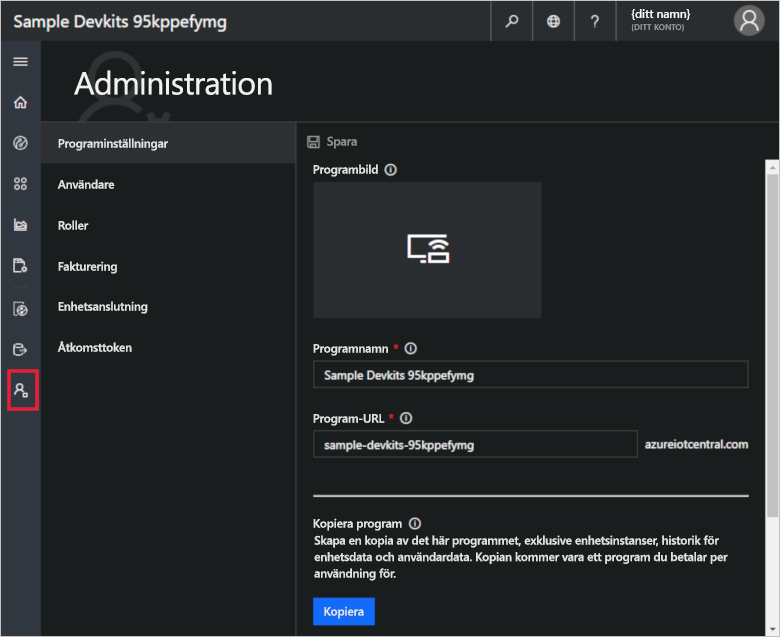 Sample Devkits 95kppefymg
?
{ditt namn}
(DITT KONTO)
Administration
Programinställningar
Användare
Roller
Fakturering
Enhetsanslutning
Åtkomsttoken
Spara
Programbild
Programnamn *
Sample Devkits 95kppefymg
Program-URL *
sample-devkits-95kppefymg
azureiotcentral.com
Kopiera program
Skapa en kopia av det här programmet, exklusive enhetsinstanser, historik för
enhetsdata och användardata. Kopian kommer vara ett program du betalar per
användning för.
Kopiera